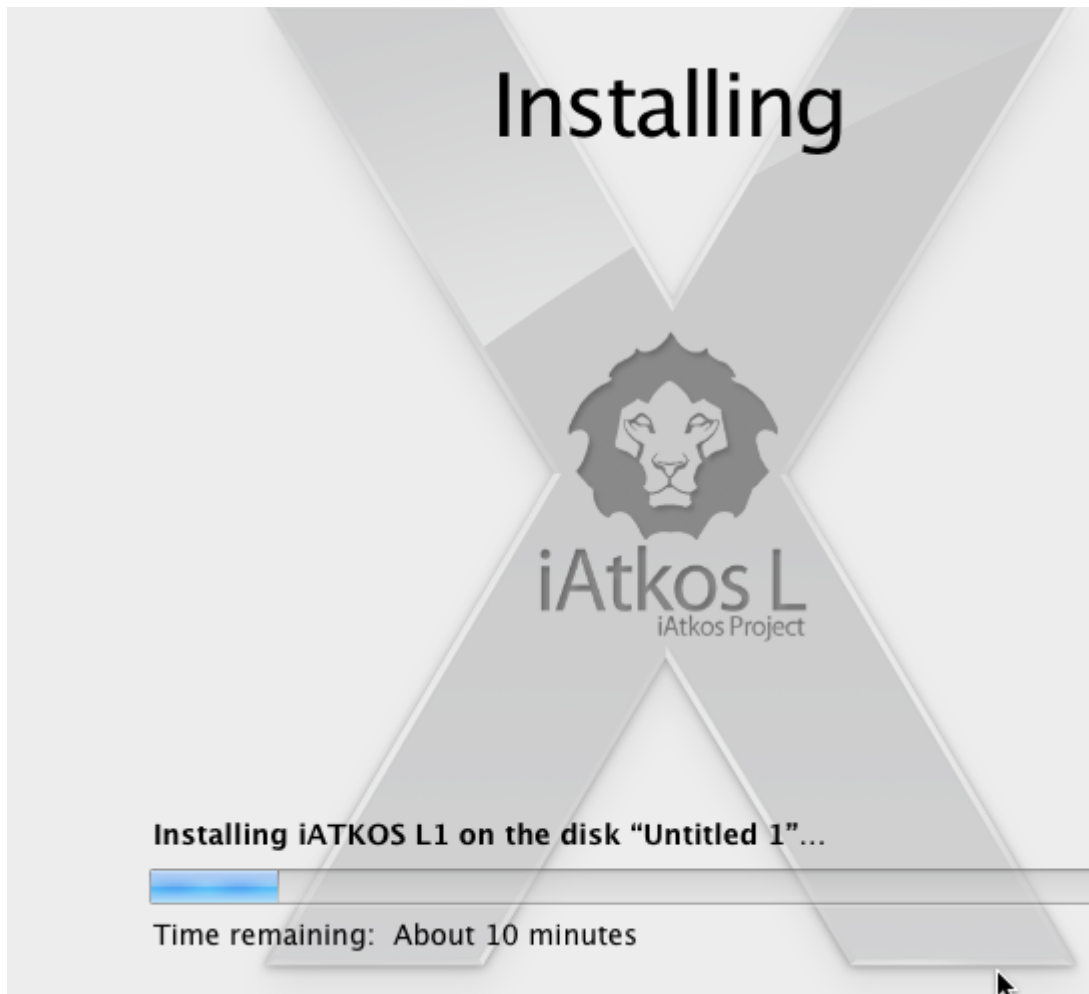 Installing
iAtkos L
iAtkos Project
Installing iATKOS L1 on the disk “Untitled 1”...
Time remaining: About 10 minutes